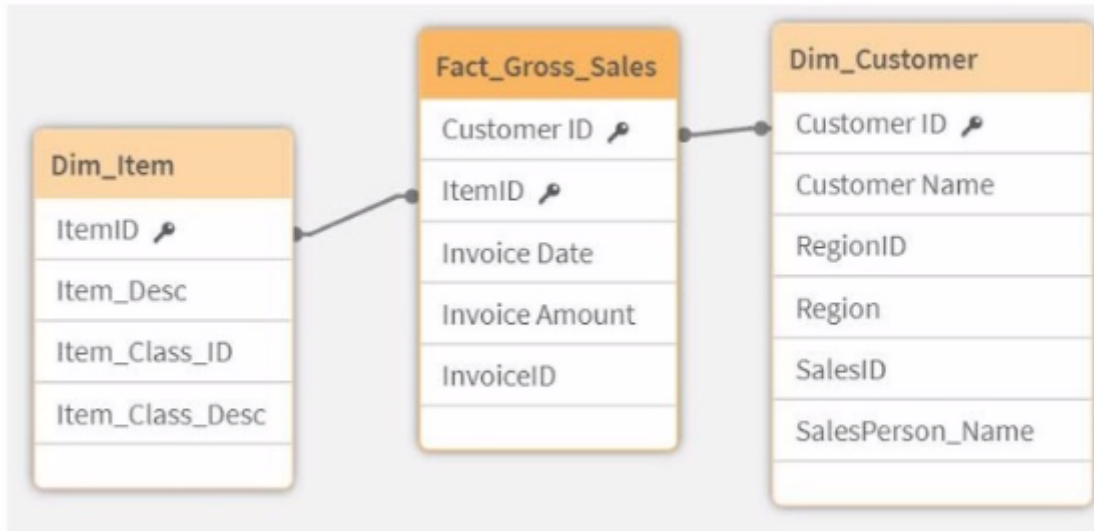 Dim_Item
ItemID
Item_Desc
Item_Class_ID
Item_Class_Desc
Fact_Gross_Sales
Customer ID
ItemID
Invoice Date
Invoice Amount
InvoiceID
Dim_Customer
Customer ID
Customer Name
RegionID
Region
SalesID
SalesPerson_Name